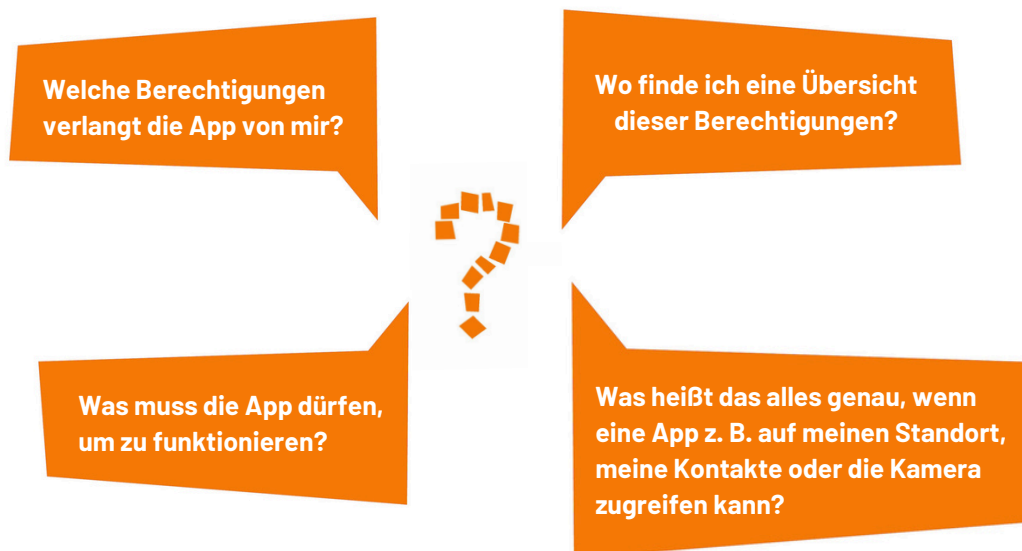 Welche Berechtigungen
verlangt die App von mir?
Wo finde ich eine Übersicht
dieser Berechtigungen?
Was muss die App dürfen,
um zu funktionieren?
Was heißt das alles genau, wenn
eine App z. B. auf meinen Standort,
meine Kontakte oder die Kamera
zugreifen kann?